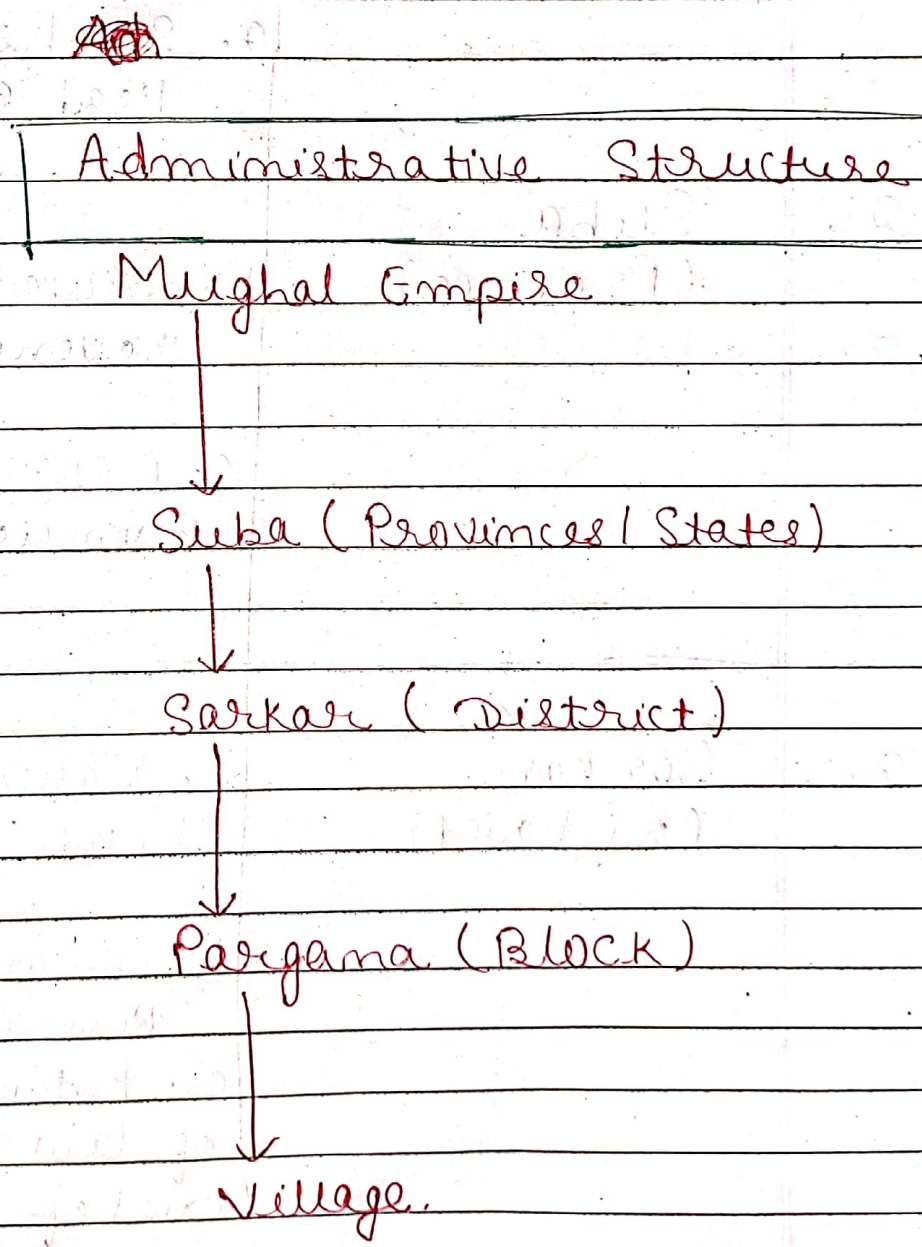 Administrative Structure
Mughal Empire
Suba (Provinces / States)
Sarkar (District)
Pargana (Block)
Village.